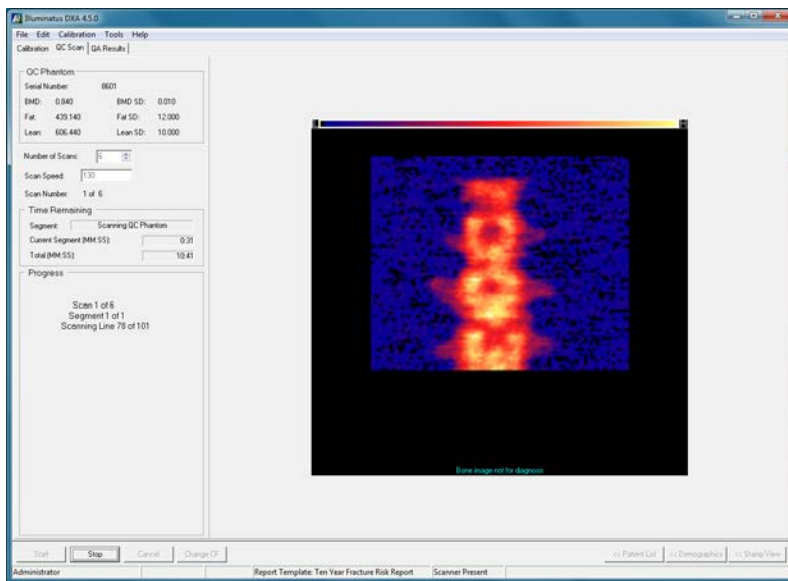 Illuminatus DXA 4.5.0
File Edit Calibration Tools Help
Calibration QC Scan QA Results
QC Phantom
Serial Number: 8601
BMD: 0.840 BMD SD: 0.010
Fat: 439.140 Fat SD: 12.000
Lean: 606.440 Lean SD: 10.000
Number of Scans: 6
Scan Speed: 130
Scan Number: 1 of 6
Time Remaining
Segment: Scanning QC Phantom
Current Segment (MM:SS): 0:31
Total (MM:SS): 10:41
Progress
Scan 1 of 6
Segment 1 of 1
Scanning Line 78 of 101
Bone image not for diagnosis
Start Stop Cancel Change CF << Patient List << Demographics << Stamp View
Administrator Report Template: Ten Year Fracture Risk Report Scanner Present